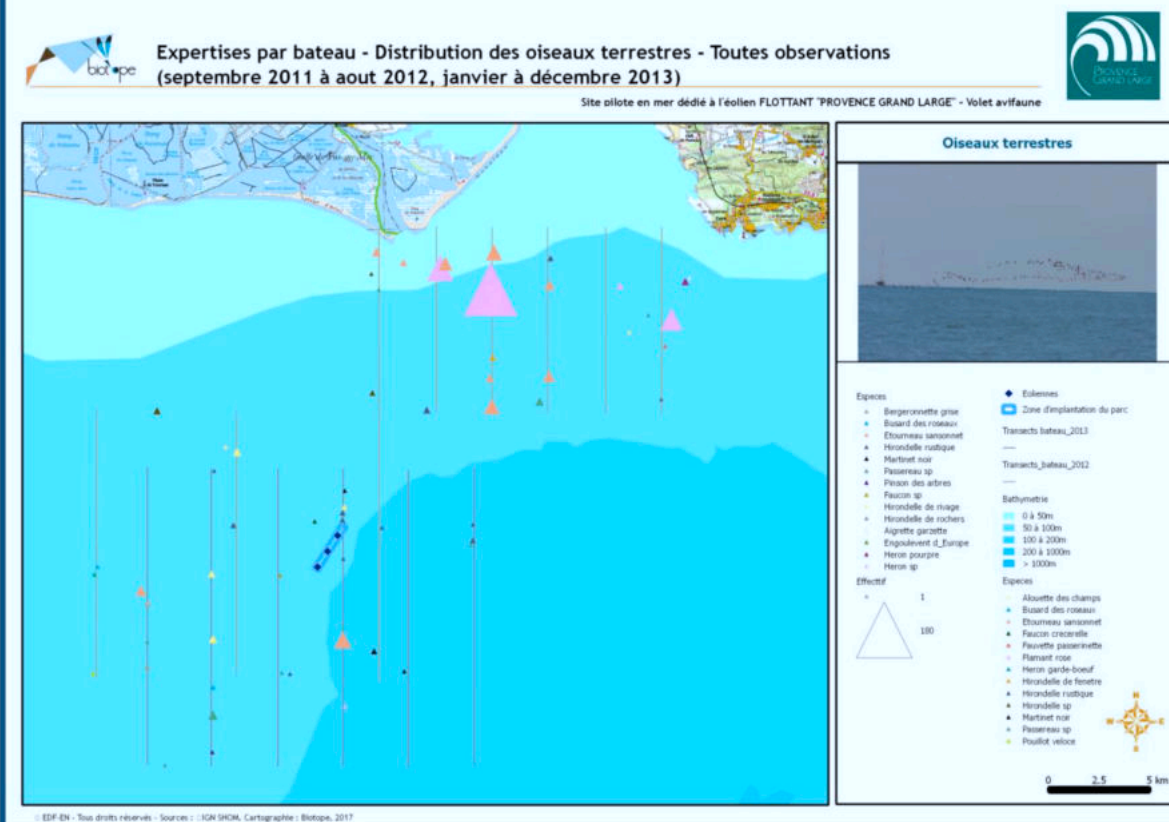 biotope
Expertises par bateau - Distribution des oiseaux terrestres - Toutes observations
(septembre 2011 à aout 2012, janvier à décembre 2013)
Site pilote en mer dédié à l'éolien FLOTTANT "PROVENCE GRAND LARGE" - Volet avifaune
PROVENCE
GRAND LARGE
Oiseaux terrestres
Especes
Bergeronnette grise
Busard des roseaux
Etourneau sansonnet
Hirondelle rustique
Martinet noir
Passereau sp
Pinson des arbres
Faucon sp
Hirondelle de rivage
Hirondelle de rochers
Aigrette garzette
Engoulevent d_Europe
Heron pourpre
Heron sp
Effectif
1
180
Eoliennes
Zone d'implantation du parc
Transects bateau_2013
Transects_bateau_2012
Bathymetrie
0 à 50m
50 à 100m
100 à 200m
200 à 1000m
> 1000m
Especes
Alouette des champs
Busard des roseaux
Etourneau sansonnet
Faucon crecerelle
Fauvette passerinette
Flamant rose
Heron garde-boeuf
Hirondelle de fenetre
Hirondelle rustique
Hirondelle sp
Martinet noir
Passereau sp
Pouillot veloce
N
W E
S
0 2.5 5 km
EDF-EN - Tous droits réservés - Sources : IGN SHOM, Cartographie : Biotope, 2017